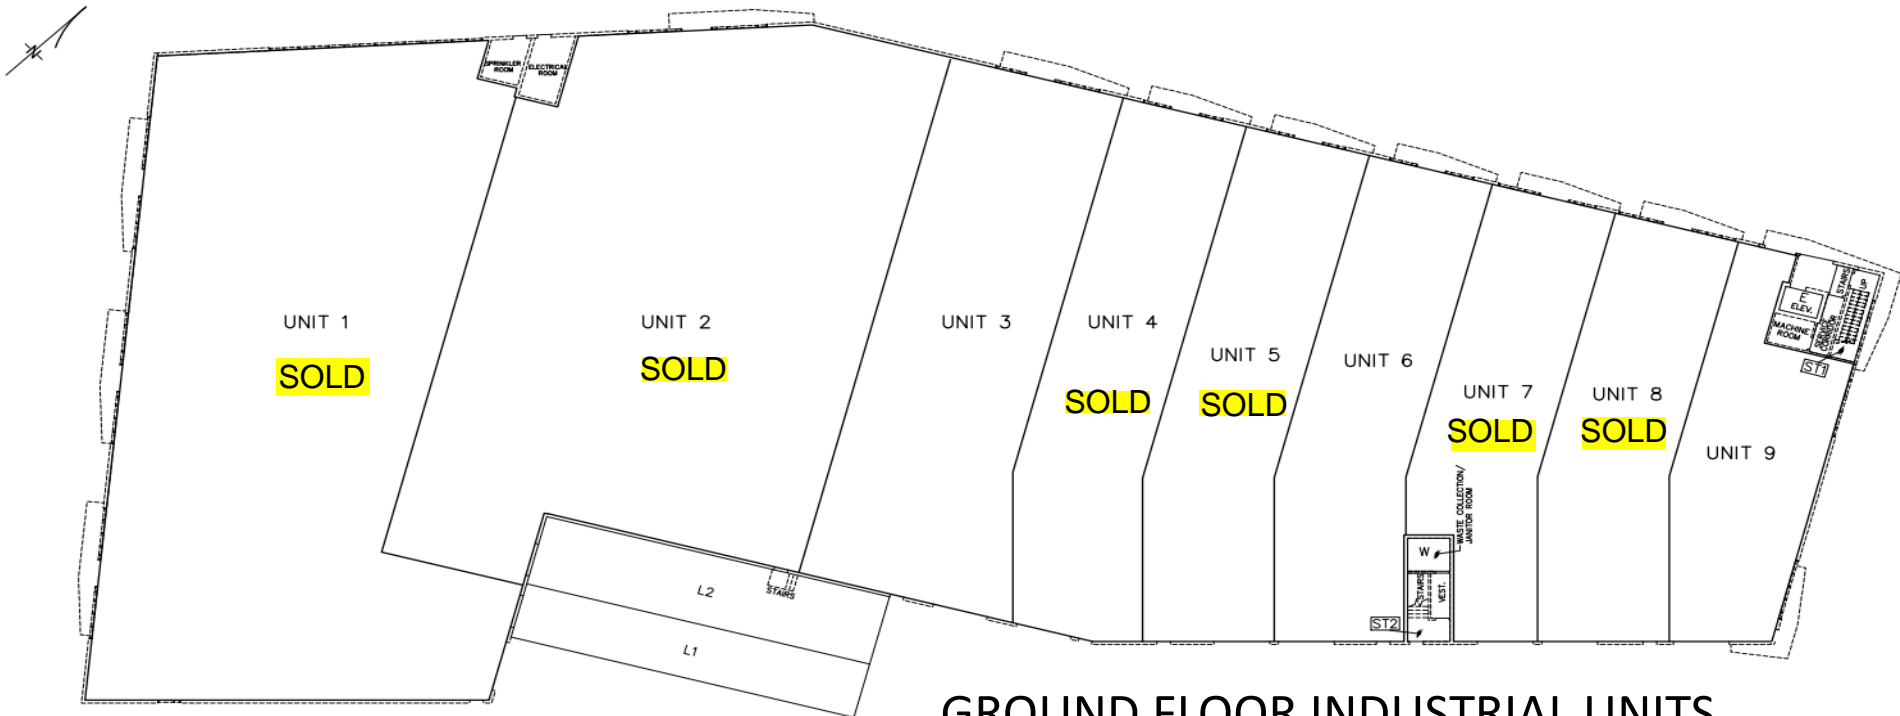 N
SPRINKLER
ROOM
ELECTRICAL
ROOM
UNIT 1
SOLD
UNIT 2
SOLD
UNIT 3
UNIT 4
SOLD
UNIT 5
SOLD
UNIT 6
UNIT 7
SOLD
UNIT 8
SOLD
UNIT 9
E
ELEV.
MACHINE
ROOM
SERVICE
CORRIDOR
STAIRS
UP
ST1
WASTE COLLECTION/
JANITOR ROOM
W
STAIRS
VEST.
ST2
STAIRS
L2
L1
GROUND FLOOR INDUSTRIAL UNITS